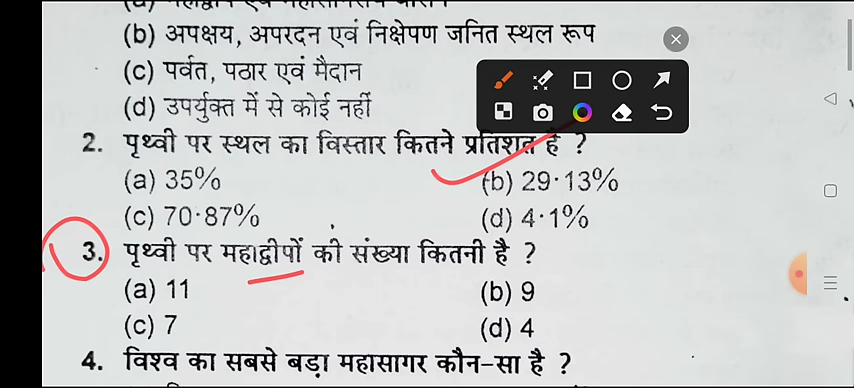 (b) अपक्षय, अपरदन एवं निक्षेपण जनित स्थल रूप
(c) पर्वत, पठार एवं मैदान
(d) उपर्युक्त में से कोई नहीं
2. पृथ्वी पर स्थल का विस्तार कितने प्रतिशत है ?
(a) 35% (b) 29·13%
(c) 70·87% (d) 4·1%
3. पृथ्वी पर महाद्वीपों की संख्या कितनी है ?
(a) 11 (b) 9
(c) 7 (d) 4
4. विश्व का सबसे बड़ा महासागर कौन-सा है ?